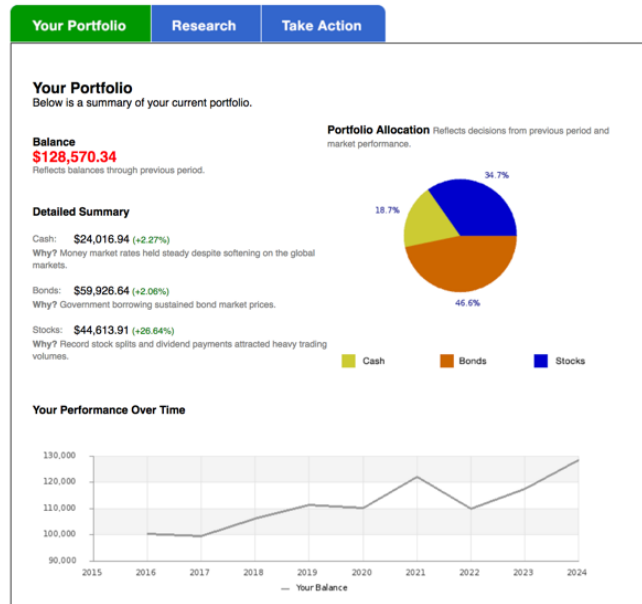 Your Portfolio
Research
Take Action
Your Portfolio
Below is a summary of your current portfolio.
Balance
$128,570.34
Reflects balances through previous period.
Detailed Summary
Cash: $24,016.94 (+2.27%)
Why? Money market rates held steady despite softening on the global
markets.
Bonds: $59,926.64 (+2.06%)
Why? Government borrowing sustained bond market prices.
Stocks: $44,613.91 (+26.64%)
Why? Record stock splits and dividend payments attracted heavy trading
volumes.
Portfolio Allocation Reflects decisions from previous period and
market performance.
34.7%
18.7%
46.6%
Cash
Bonds
Stocks
Your Performance Over Time
130,000
120,000
110,000
100,000
90,000
2015 2016 2017 2018 2019 2020 2021 2022 2023 2024
Your Balance